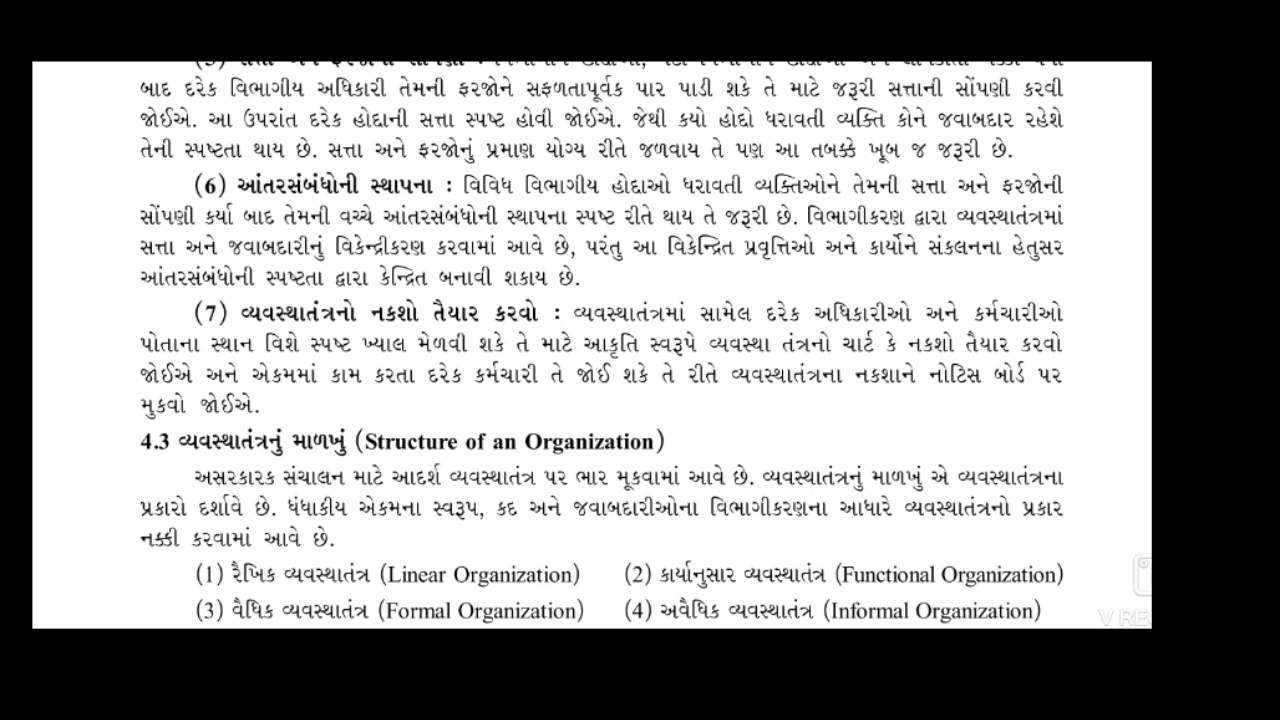 બાદ દરેક વિભાગીય અધિકારી તેમની ફરજોને સફળતાપૂર્વક પાર પાડી શકે તે માટે જરૂરી સત્તાની સોંપણી કરવી
જોઈએ. આ ઉપરાંત દરેક હોદાની સત્તા સ્પષ્ટ હોવી જોઈએ. જેથી કયો હોદો ધરાવતી વ્યક્તિ કોને જવાબદાર રહેશે
તેની સ્પષ્ટતા થાય છે. સત્તા અને ફરજોનું પ્રમાણ યોગ્ય રીતે જળવાય તે પણ આ તબક્કે ખૂબ જ જરૂરી છે.
(6) આંતરસંબંધોની સ્થાપના : વિવિધ વિભાગીય હોદાઓ ધરાવતી વ્યક્તિઓને તેમની સત્તા અને ફરજોની
સોંપણી કર્યા બાદ તેમની વચ્ચે આંતરસંબંધોની સ્થાપના સ્પષ્ટ રીતે થાય તે જરૂરી છે. વિભાગીકરણ દ્વારા વ્યવસ્થાતંત્રમાં
સત્તા અને જવાબદારીનું વિકેન્દ્રીકરણ કરવામાં આવે છે, પરંતુ આ વિકેન્દ્રિત પ્રવૃત્તિઓ અને કાર્યોને સંકલનના હેતુસર
આંતરસંબંધોની સ્પષ્ટતા દ્વારા કેન્દ્રિત બનાવી શકાય છે.
(7) વ્યવસ્થાતંત્રનો નકશો તૈયાર કરવો : વ્યવસ્થાતંત્રમાં સામેલ દરેક અધિકારીઓ અને કર્મચારીઓ
પોતાના સ્થાન વિશે સ્પષ્ટ ખ્યાલ મેળવી શકે તે માટે આકૃતિ સ્વરૂપે વ્યવસ્થા તંત્રનો ચાર્ટ કે નકશો તૈયાર કરવો
જોઈએ અને એકમમાં કામ કરતા દરેક કર્મચારી તે જોઈ શકે તે રીતે વ્યવસ્થાતંત્રના નકશાને નોટિસ બોર્ડ પર
મુકવો જોઈએ.
4.3 વ્યવસ્થાતંત્રનું માળખું (Structure of an Organization)
અસરકારક સંચાલન માટે આદર્શ વ્યવસ્થાતંત્ર પર ભાર મૂકવામાં આવે છે. વ્યવસ્થાતંત્રનું માળખું એ વ્યવસ્થાતંત્રના
પ્રકારો દર્શાવે છે. ધંધાકીય એકમના સ્વરૂપ, કદ અને જવાબદારીઓના વિભાગીકરણના આધારે વ્યવસ્થાતંત્રનો પ્રકાર
નક્કી કરવામાં આવે છે.
(1) રૈખિક વ્યવસ્થાતંત્ર (Linear Organization) (2) કાર્યાનુસાર વ્યવસ્થાતંત્ર (Functional Organization)
(3) વૈધિક વ્યવસ્થાતંત્ર (Formal Organization) (4) અવૈધિક વ્યવસ્થાતંત્ર (Informal Organization)